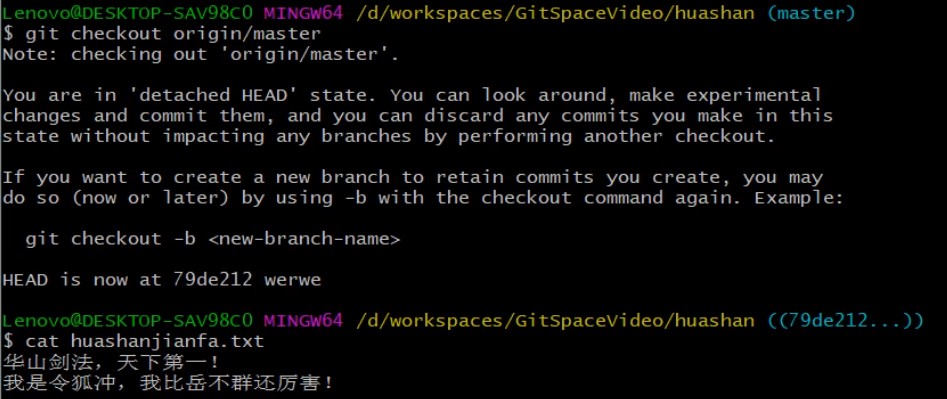 Lenovo@DESKTOP-SAV98C0 MINGW64 /d/workspaces/GitSpaceVideo/huashan (master)
$ git checkout origin/master
Note: checking out 'origin/master'.
You are in 'detached HEAD' state. You can look around, make experimental
changes and commit them, and you can discard any commits you make in this
state without impacting any branches by performing another checkout.
If you want to create a new branch to retain commits you create, you may
do so (now or later) by using -b with the checkout command again. Example:
git checkout -b <new-branch-name>
HEAD is now at 79de212 werwe
Lenovo@DESKTOP-SAV98C0 MINGW64 /d/workspaces/GitSpaceVideo/huashan ((79de212...))
$ cat huashanjianfa.txt
华山剑法，天下第一！
我是令狐冲，我比岳不群还厉害！